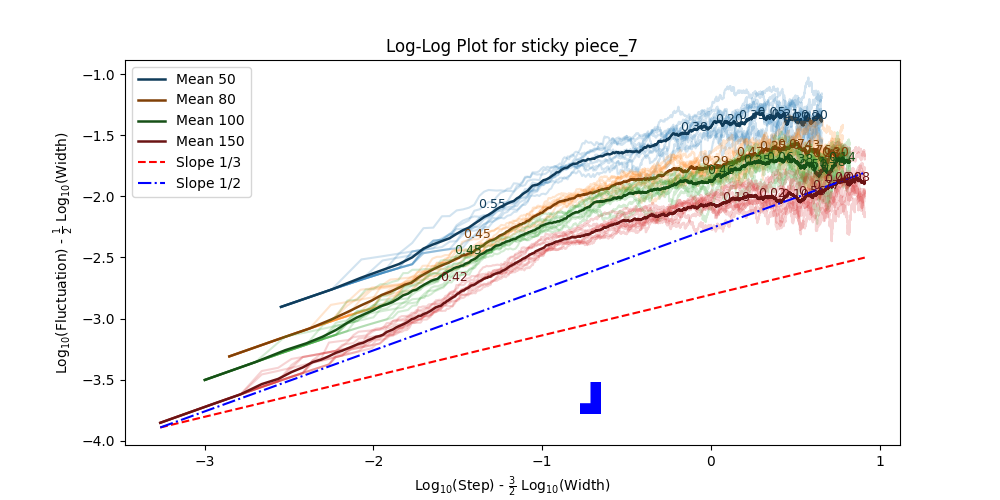 Log-Log Plot for sticky piece_7
Log₁₀(Fluctuation) - ½ Log₁₀(Width)
−1.0
−1.5
−2.0
−2.5
−3.0
−3.5
−4.0
Mean 50
Mean 80
Mean 100
Mean 150
Slope 1/3
Slope 1/2
0.55
0.45
0.45
0.42
0.38
0.20
0.29
0.18
−3
−2
−1
0
1
Log₁₀(Step) - 3/2 Log₁₀(Width)